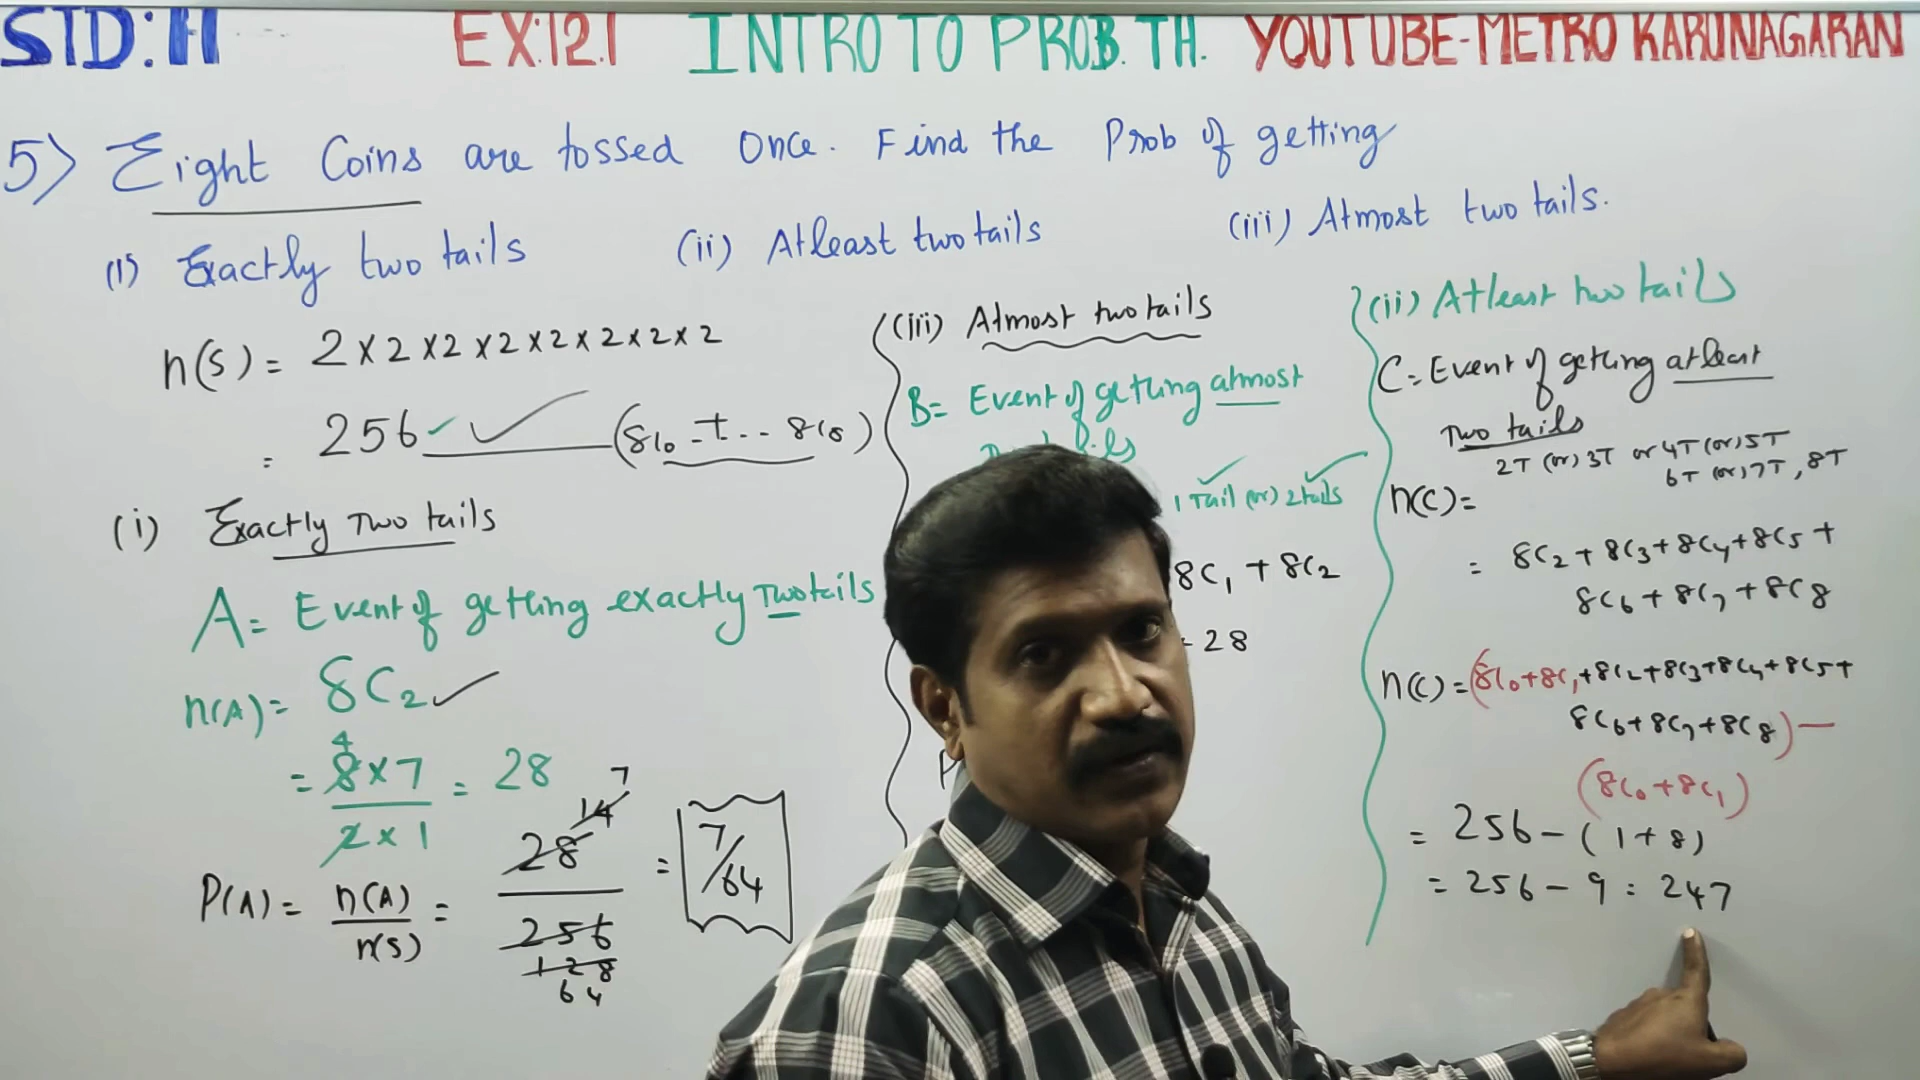 STD: 11 EX:12.1 INTRO TO PROB. TH. YOUTUBE-METRO KARUNAGARAN
5) Eight Coins are tossed Once. Find the Prob of getting
(i) Exactly two tails (ii) Atleast two tails (iii) Atmost two tails.
n(S) = 2 x 2 x 2 x 2 x 2 x 2 x 2 x 2
= 256 (8C0 + ... 8C8)
(i) Exactly Two tails
A = Event of getting exactly Two tails
n(A) = 8C2
4
= 8 x 7 = 28
2 x 1
P(A) = n(A) = 28 14 7 = 7/64
n(S) 256
128
64
(iii) Atmost two tails
B = Event of getting atmost
1 Tail (or) 2 tails
8C1 + 8C2
28
(ii) Atleast two tails
C = Event of getting atleast
Two tails
2T (or) 3T or 4T (or) 5T
6T (or) 7T, 8T
n(C) =
= 8C2 + 8C3 + 8C4 + 8C5 +
8C6 + 8C7 + 8C8
n(C) = (8C0 + 8C1 + 8C2 + 8C3 + 8C4 + 8C5 +
8C6 + 8C7 + 8C8) -
(8C0 + 8C1)
= 256 - (1 + 8)
= 256 - 9 = 247